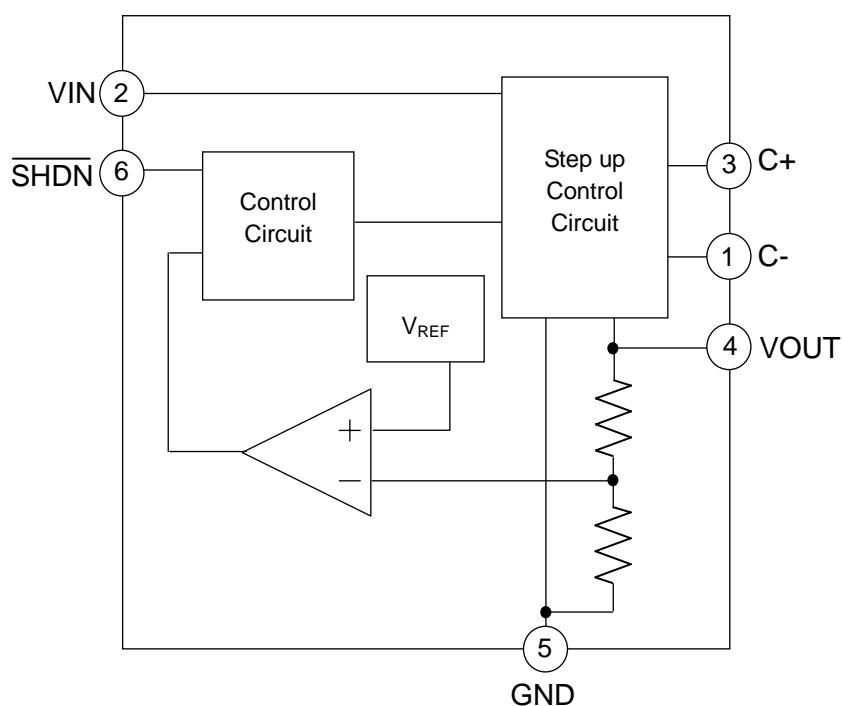 VIN 2
SHDN 6
Control
Circuit
Step up
Control
Circuit
3 C+
1 C-
VREF
4 VOUT
+
−
5
GND